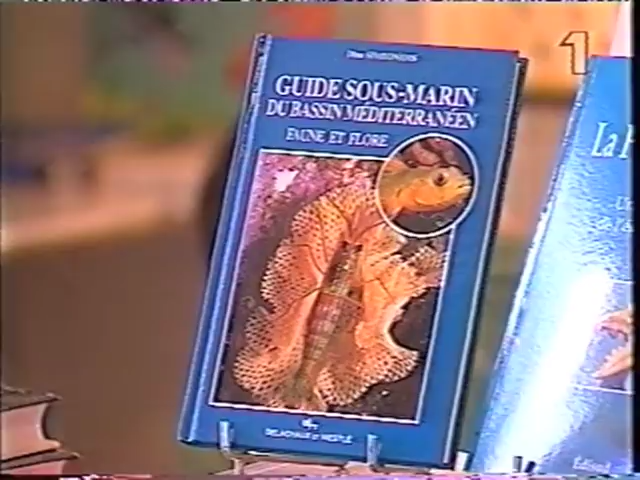 1
GUIDE SOUS-MARIN
DU BASSIN MÉDITERRANÉEN
FAUNE ET FLORE
DELACHAUX ET NIESTLÉ
La